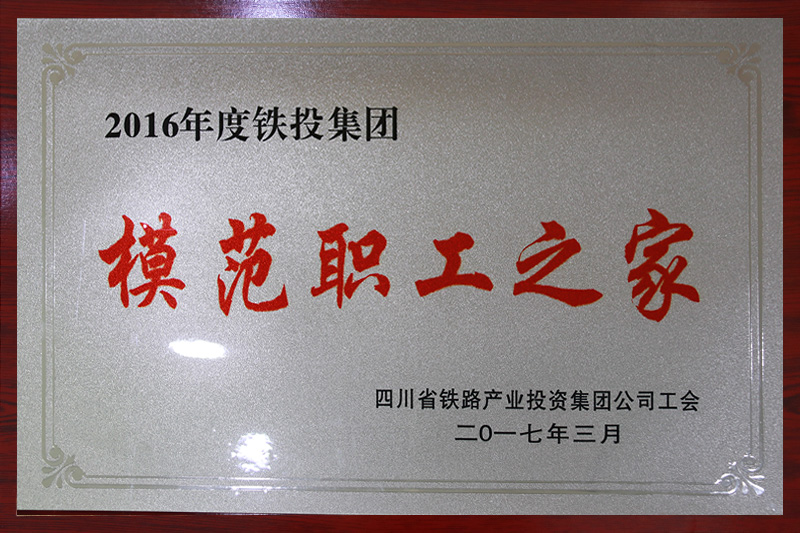 2016年度铁投集团
模范职工之家
四川省铁路产业投资集团公司工会
二0一七年三月